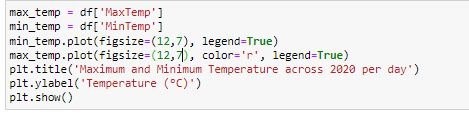 max_temp = df['MaxTemp']
min_temp = df['MinTemp']
min_temp.plot(figsize=(12,7), legend=True)
max_temp.plot(figsize=(12,7), color='r', legend=True)
plt.title('Maximum and Minimum Temperature across 2020 per day')
plt.ylabel('Temperature (°C)')
plt.show()